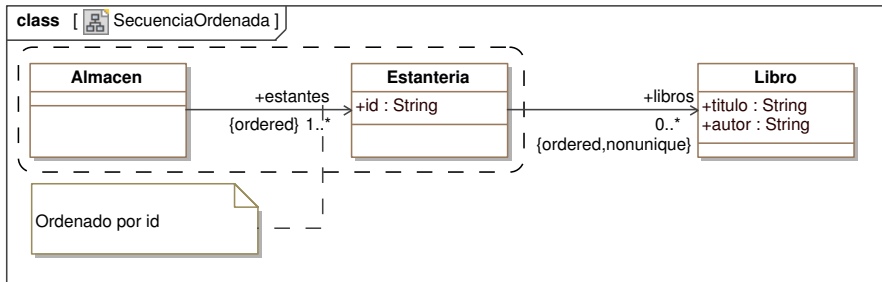 class [ SecuenciaOrdenada ]
Almacen
Estanteria
Libro
+estantes
{ordered} 1..*
+id : String
+libros
0..*
{ordered,nonunique}
+titulo : String
+autor : String
Ordenado por id